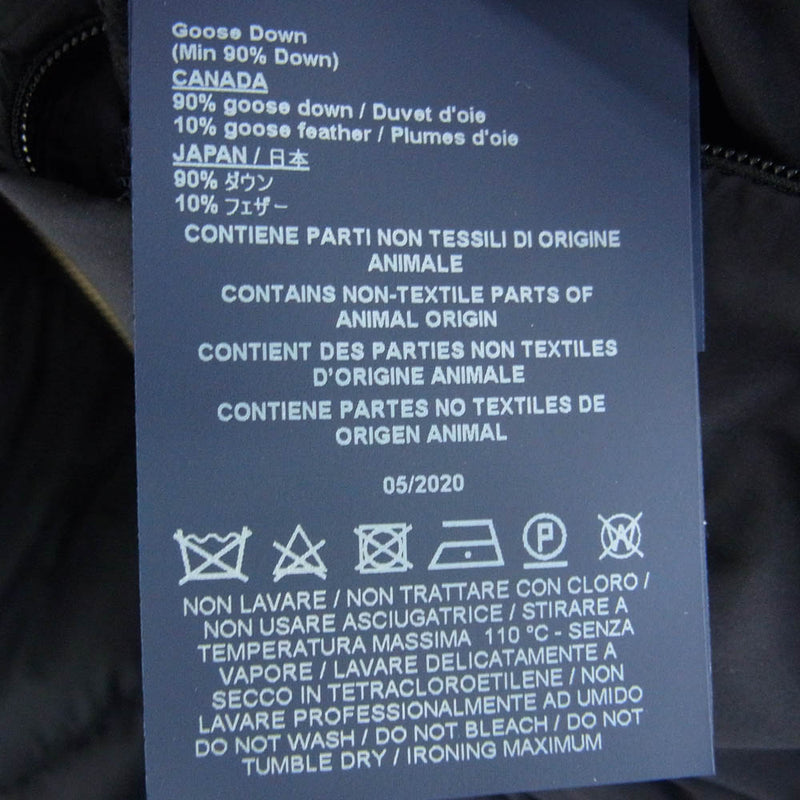 Goose Down
(Min 90% Down)
CANADA
90% goose down / Duvet d'oie
10% goose feather / Plumes d'oie
JAPAN / 日本
90% ダウン
10% フェザー
CONTIENE PARTI NON TESSILI DI ORIGINE
ANIMALE
CONTAINS NON-TEXTILE PARTS OF
ANIMAL ORIGIN
CONTIENT DES PARTIES NON TEXTILES
D'ORIGINE ANIMALE
CONTIENE PARTES NO TEXTILES DE
ORIGEN ANIMAL
05/2020
P W
NON LAVARE / NON TRATTARE CON CLORO /
NON USARE ASCIUGATRICE / STIRARE A
TEMPERATURA MASSIMA 110 °C - SENZA
VAPORE / LAVARE DELICATAMENTE A
SECCO IN TETRACLOROETILENE / NON
LAVARE PROFESSIONALMENTE AD UMIDO
DO NOT WASH / DO NOT BLEACH / DO NOT
TUMBLE DRY / IRONING MAXIMUM